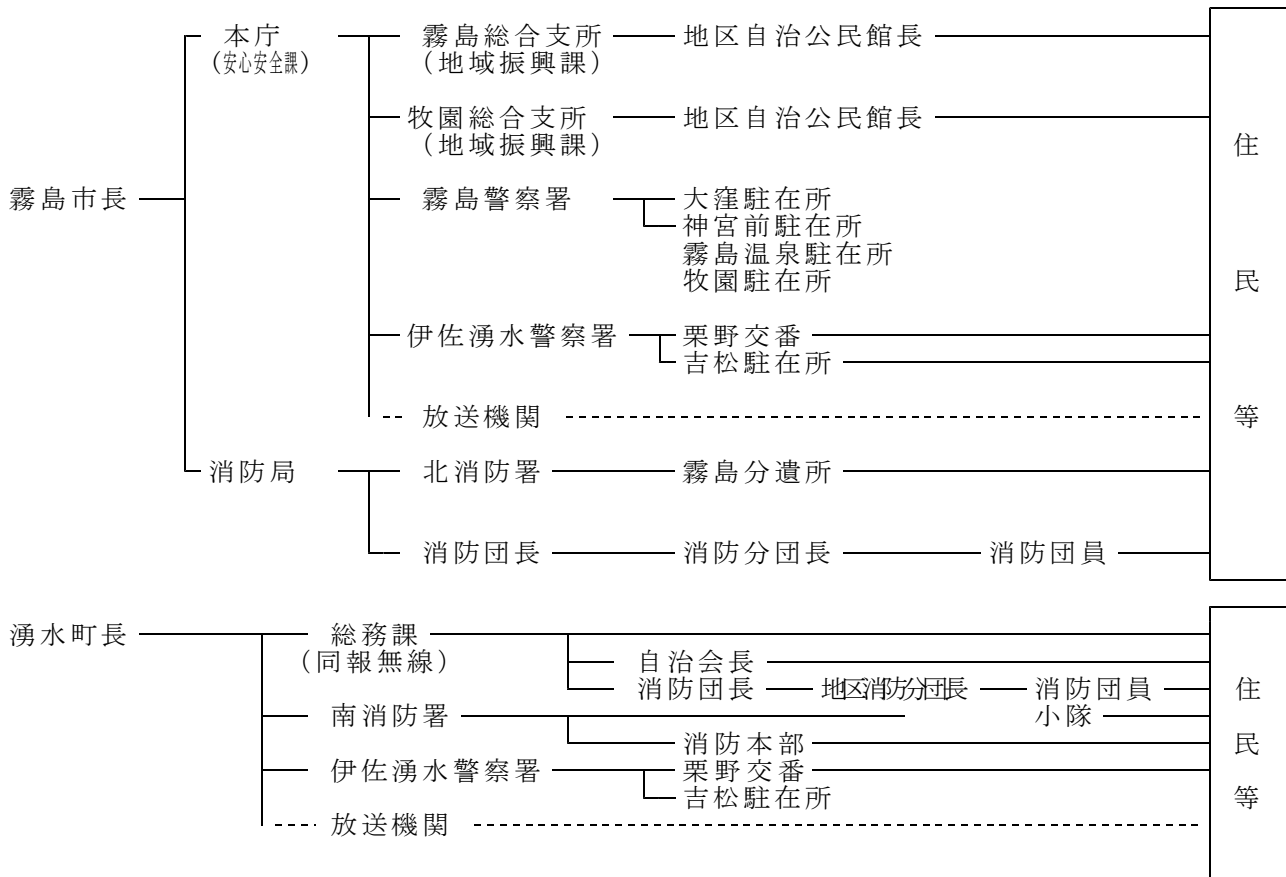 本庁 霧島総合支所 地区自治公民館長
(安心安全課) (地域振興課)
牧園総合支所 地区自治公民館長
(地域振興課)
住
霧島市長 霧島警察署 大窪駐在所
神宮前駐在所
霧島温泉駐在所
牧園駐在所 民
伊佐湧水警察署 栗野交番
吉松駐在所
放送機関 等
消防局 北消防署 霧島分遣所
消防団長 消防分団長 消防団員
湧水町長 総務課
(同報無線) 自治会長
消防団長 地区消防分団長 消防団員 住
南消防署 小隊
消防本部 民
伊佐湧水警察署 栗野交番
吉松駐在所 等
放送機関